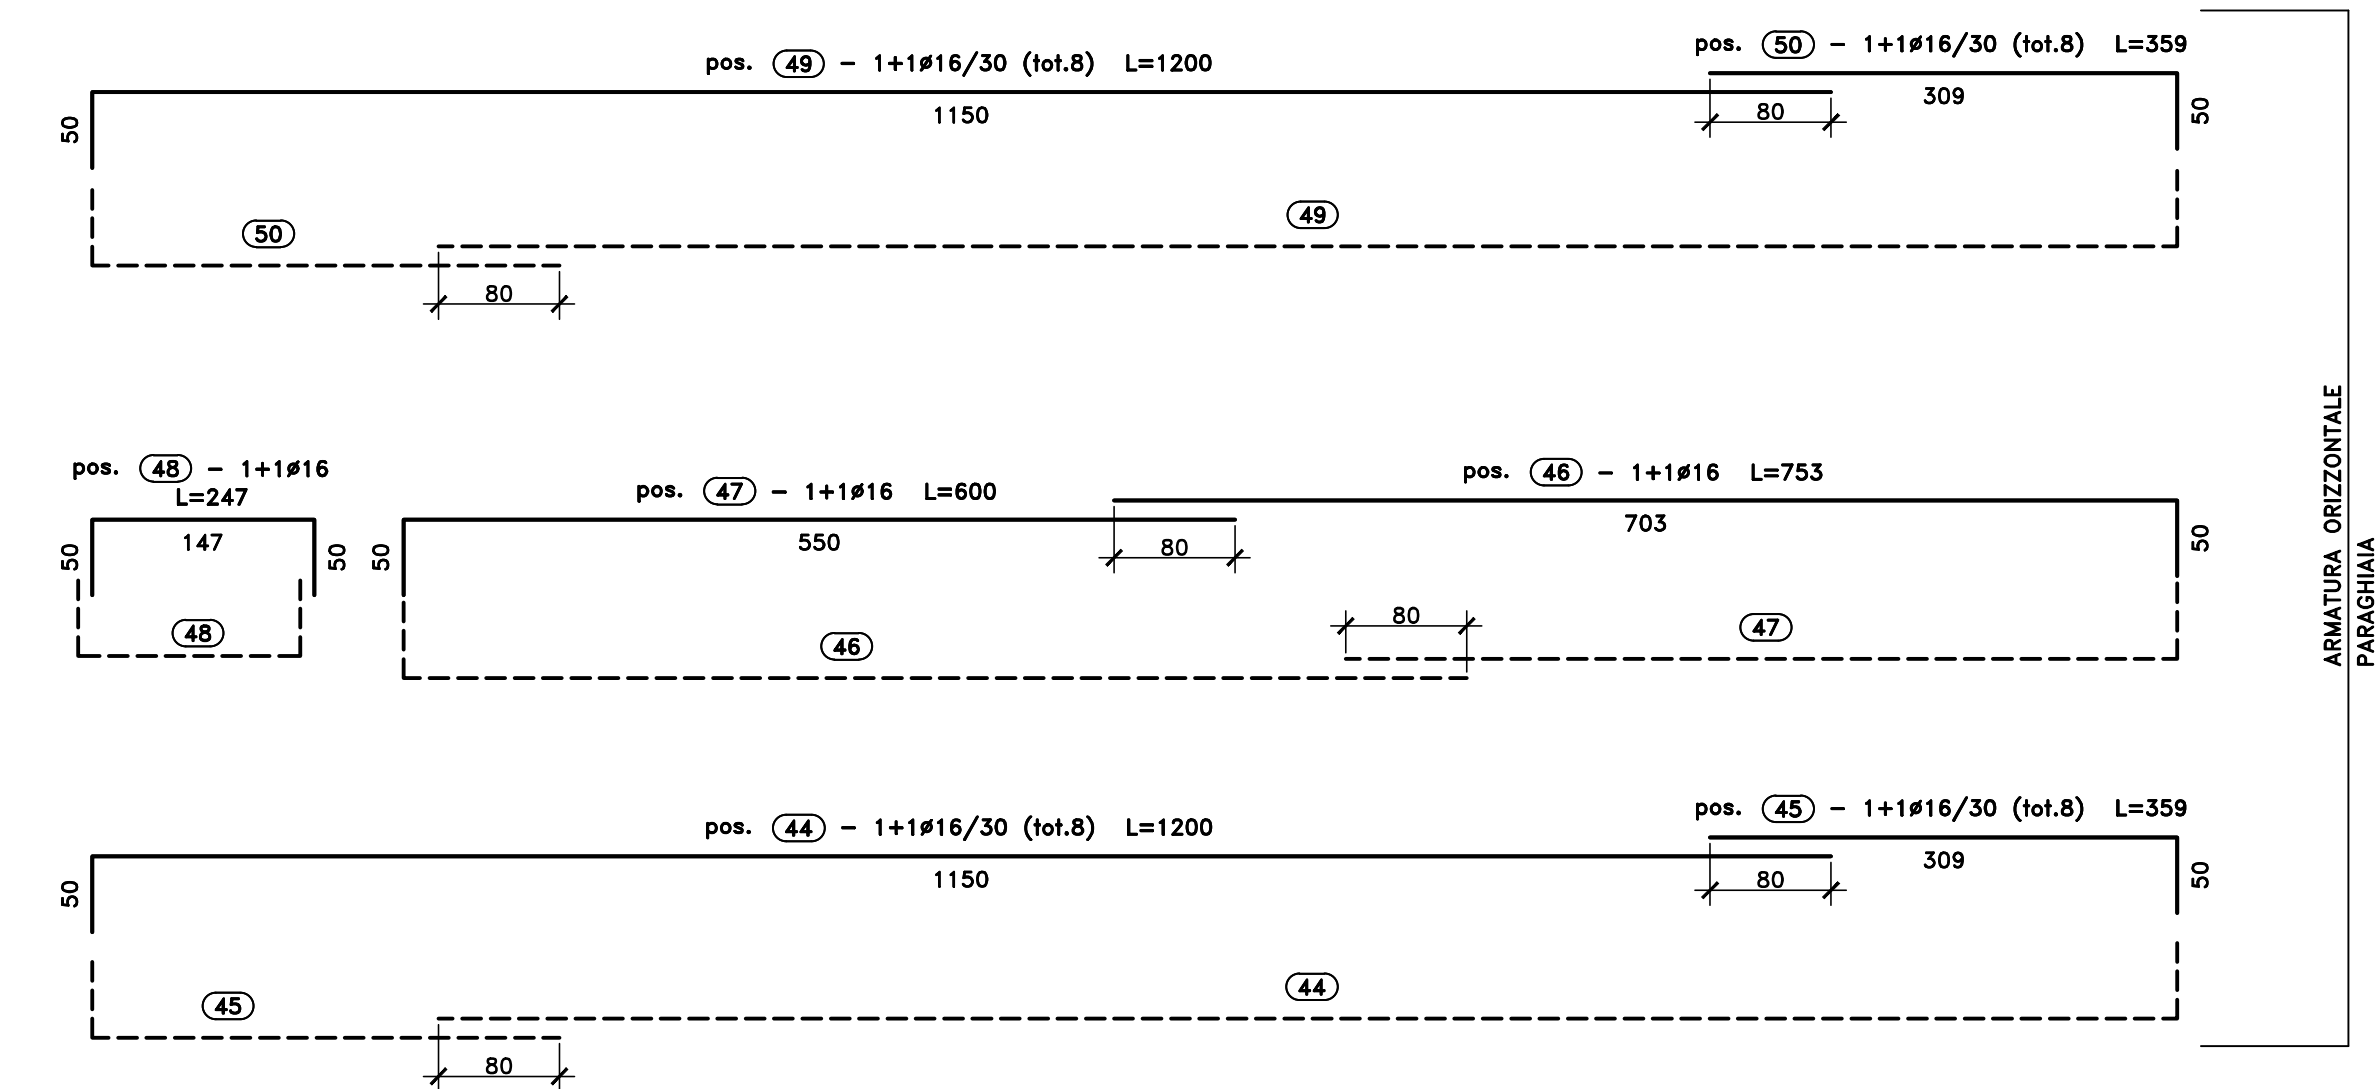 pos. 49 – 1+1ø16/30 (tot.8) L=1200
pos. 50 – 1+1ø16/30 (tot.8) L=359
50
1150
80
309
50
50
49
80
pos. 48 – 1+1ø16
L=247
pos. 47 – 1+1ø16 L=600
pos. 46 – 1+1ø16 L=753
50
147
50
50
550
80
703
50
48
46
80
47
pos. 44 – 1+1ø16/30 (tot.8) L=1200
pos. 45 – 1+1ø16/30 (tot.8) L=359
50
1150
80
309
50
45
44
80
ARMATURA ORIZZONTALE
PARAGHIAIA